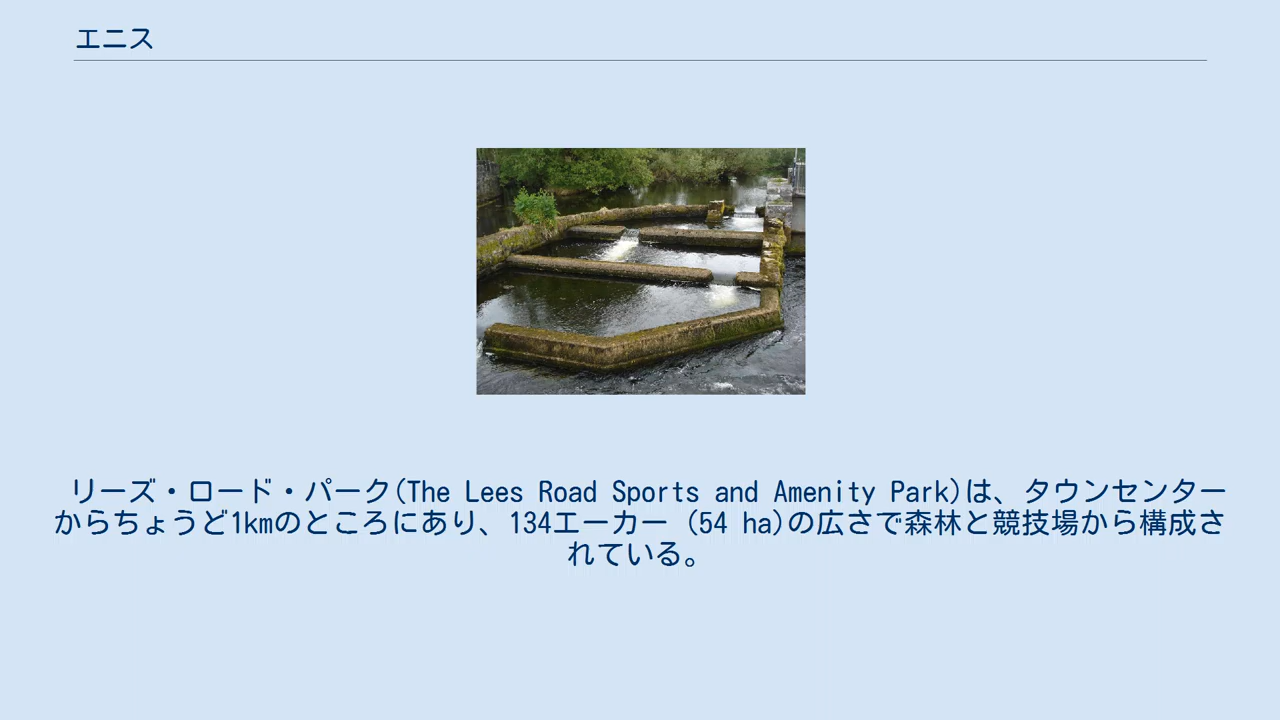 エニス
リーズ・ロード・パーク(The Lees Road Sports and Amenity Park)は、タウンセンター
からちょうど1kmのところにあり、134エーカー (54 ha)の広さで森林と競技場から構成さ
れている。